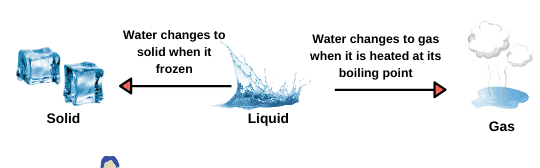 Water changes to
solid when it
frozen
Water changes to gas
when it is heated at its
boiling point
Solid
Liquid
Gas